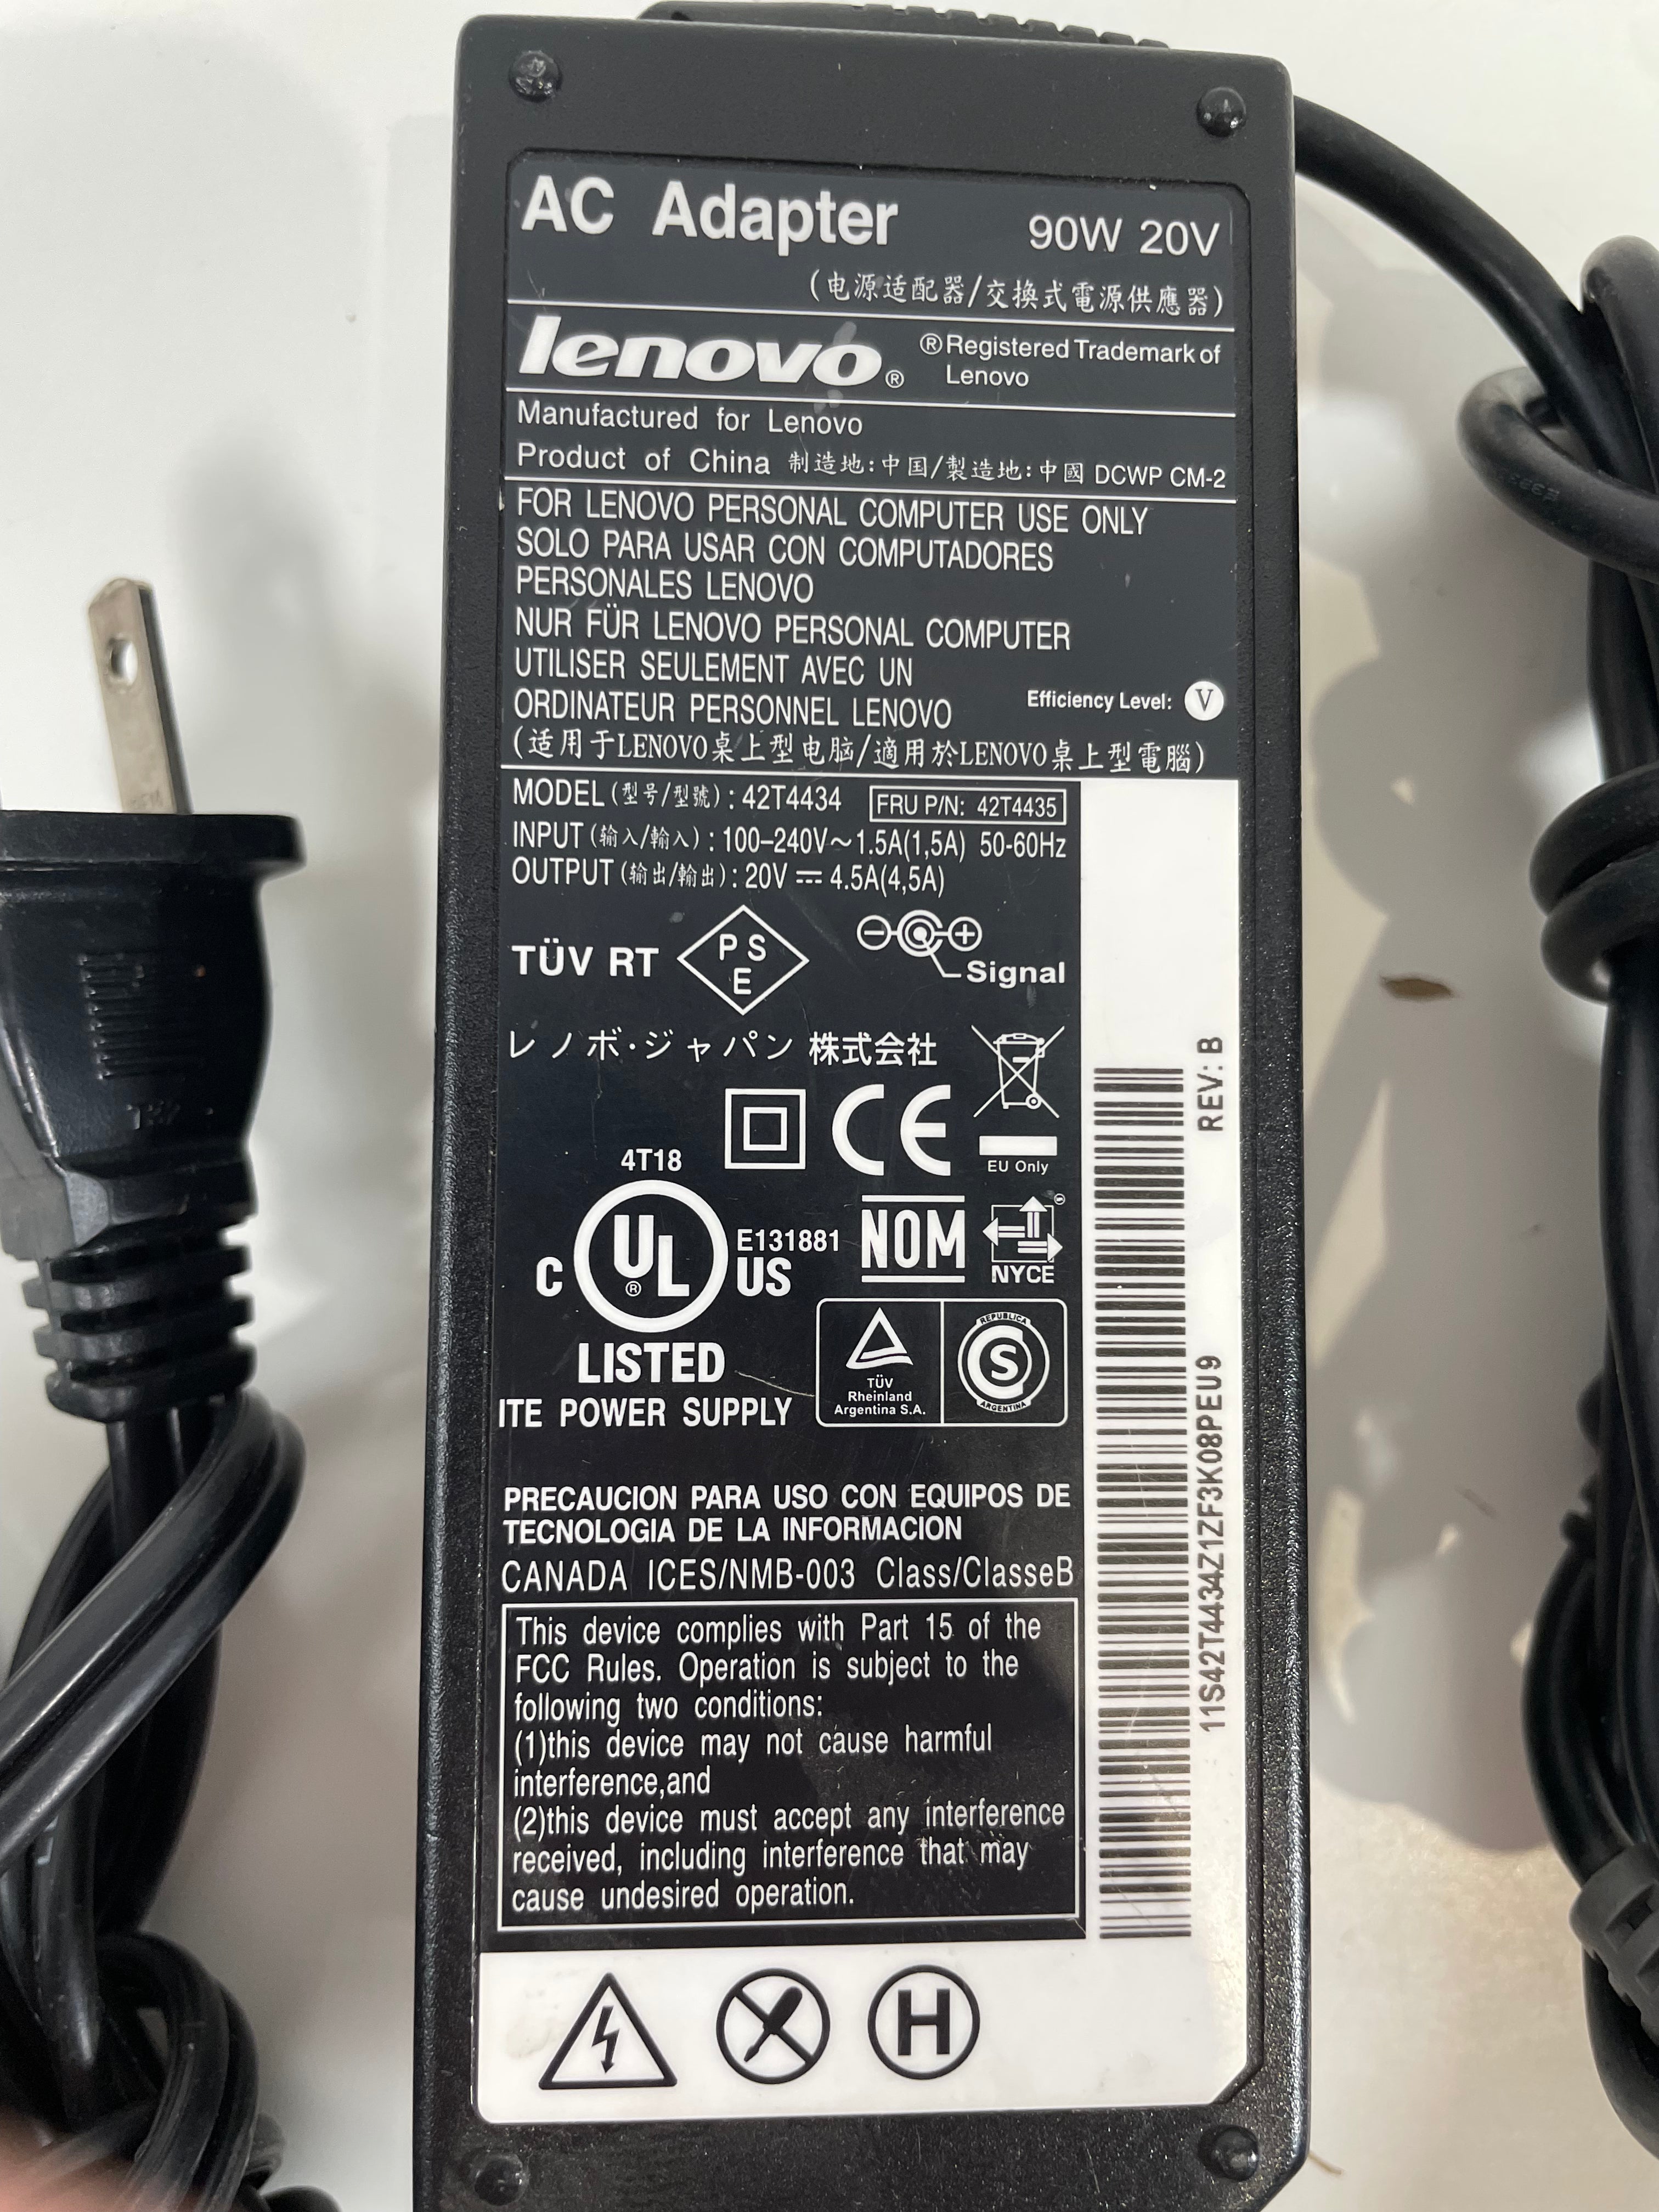 AC Adapter 90W 20V
(电源适配器/交換式電源供應器)
lenovo® ®Registered Trademark of
Lenovo
Manufactured for Lenovo
Product of China 制造地:中国/製造地:中國 DCWP CM-2
FOR LENOVO PERSONAL COMPUTER USE ONLY
SOLO PARA USAR CON COMPUTADORES
PERSONALES LENOVO
NUR FÜR LENOVO PERSONAL COMPUTER
UTILISER SEULEMENT AVEC UN
ORDINATEUR PERSONNEL LENOVO
Efficiency Level: V
(适用于LENOVO桌上型电脑/適用於LENOVO桌上型電腦)
MODEL(型号/型號): 42T4434 FRU P/N: 42T4435
INPUT(输入/輸入): 100-240V~1.5A(1,5A) 50-60Hz
OUTPUT(输出/輸出): 20V ⎓ 4.5A(4,5A)
TÜV RT
P S
E
Signal
レノボ・ジャパン 株式会社
CE
EU Only
4T18
C UL® US
E131881
LISTED
NOM
NYCE
TÜV
Rheinland
Argentina S.A.
REPUBLICA
S
ARGENTINA
ITE POWER SUPPLY
PRECAUCION PARA USO CON EQUIPOS DE
TECNOLOGIA DE LA INFORMACION
CANADA ICES/NMB-003 Class/ClasseB
This device complies with Part 15 of the
FCC Rules. Operation is subject to the
following two conditions:
(1)this device may not cause harmful
interference,and
(2)this device must accept any interference
received, including interference that may
cause undesired operation.
H
11S42T4434Z1ZF3K08PEU9
REV: B